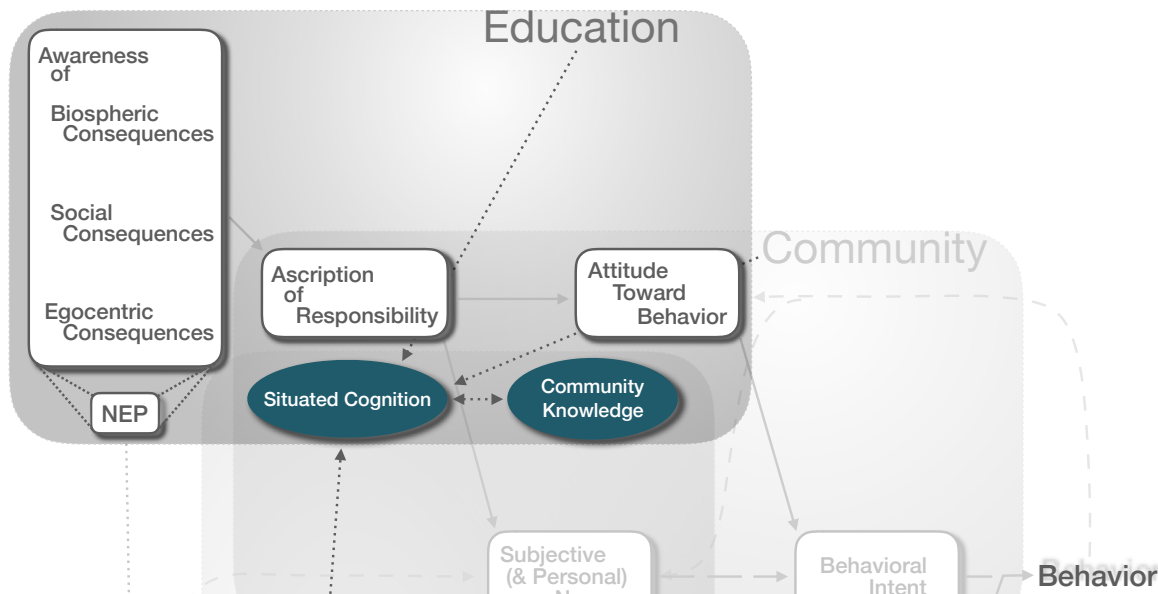 Education
Awareness
of
Biospheric
Consequences
Social
Consequences
Egocentric
Consequences
NEP
Community
Ascription
of
Responsibility
Attitude
Toward
Behavior
Situated Cognition
Community
Knowledge
Subjective
(& Personal)
Behavioral
Intent
Behavior